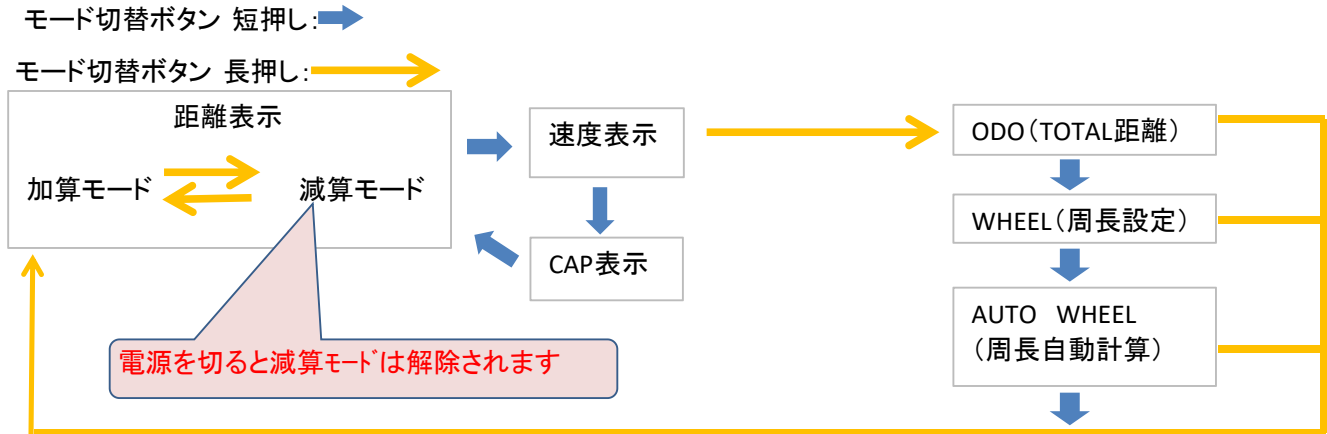 モード切替ボタン 短押し:
モード切替ボタン 長押し:
距離表示
加算モード
減算モード
速度表示
CAP表示
ODO(TOTAL距離)
WHEEL(周長設定)
AUTO WHEEL
(周長自動計算)
電源を切ると減算ﾓｰﾄﾞは解除されます